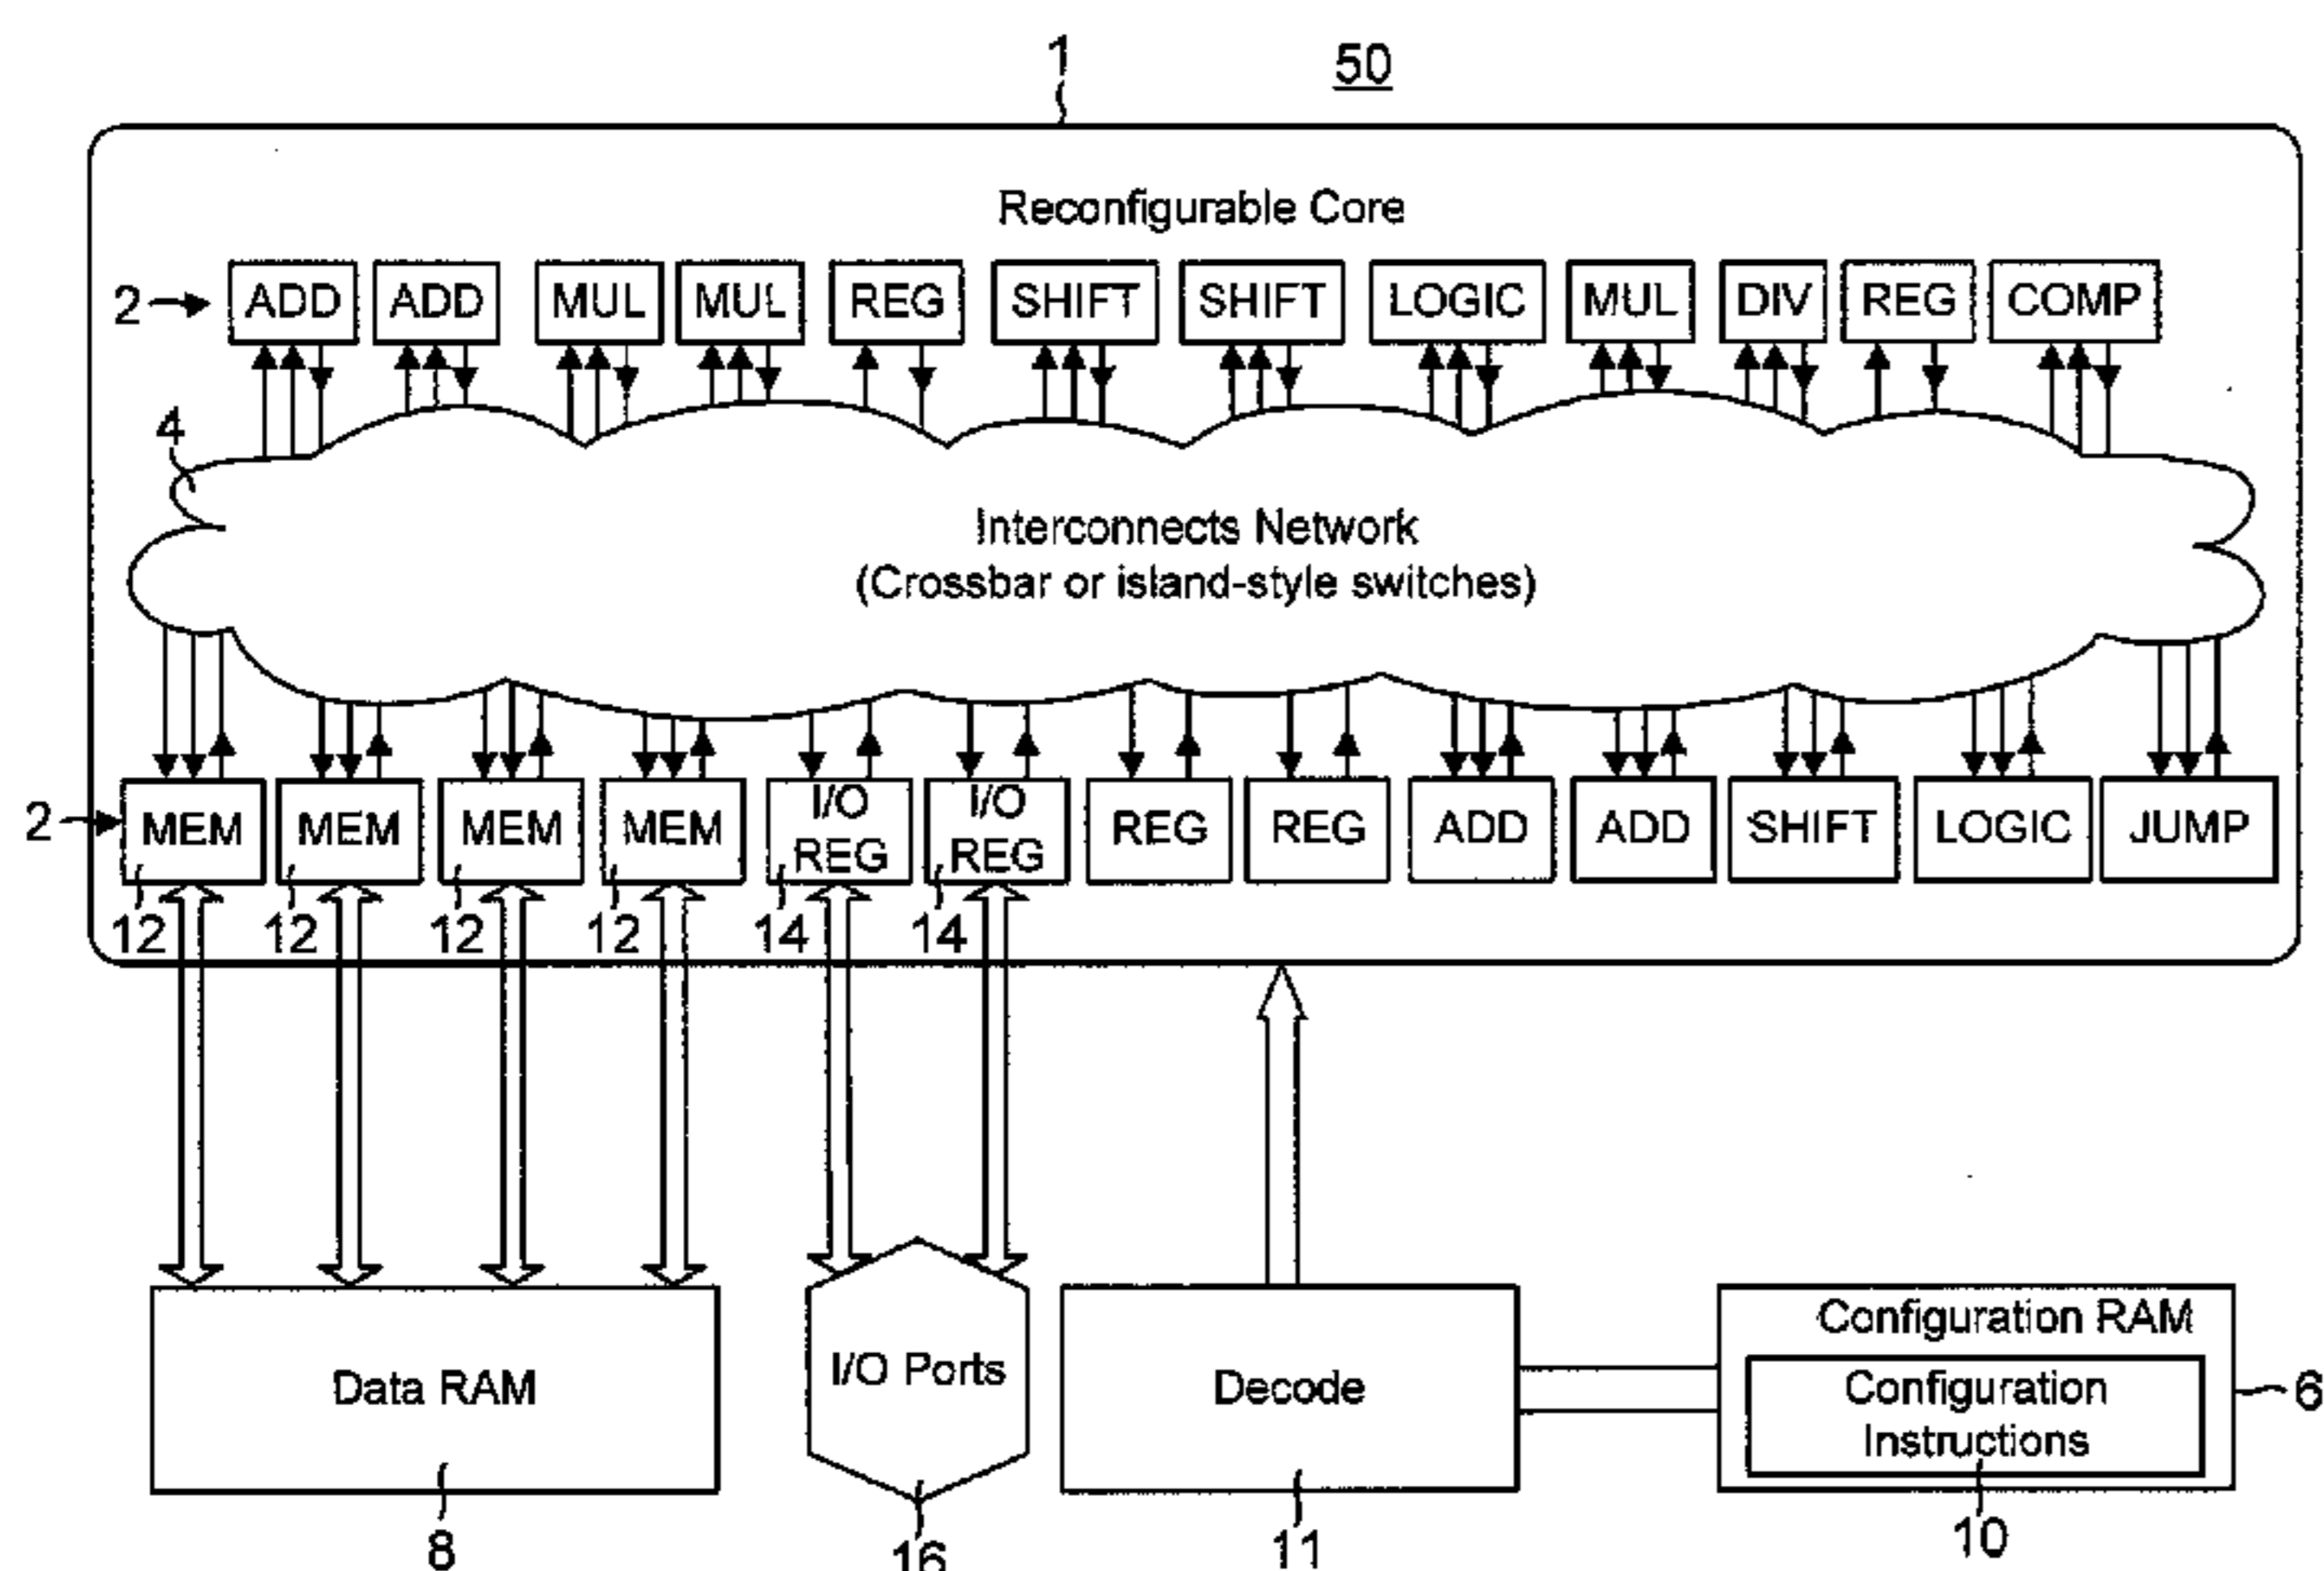 1
50
Reconfigurable Core
2
ADD ADD MUL MUL REG SHIFT SHIFT LOGIC MUL DIV REG COMP
4
Interconnects Network
(Crossbar or island-style switches)
2
MEM MEM MEM MEM I/O REG I/O REG REG REG ADD ADD SHIFT LOGIC JUMP
12 12 12 12 14 14
Data RAM
I/O Ports
Decode
Configuration RAM
Configuration
Instructions
6
8
16
11
10